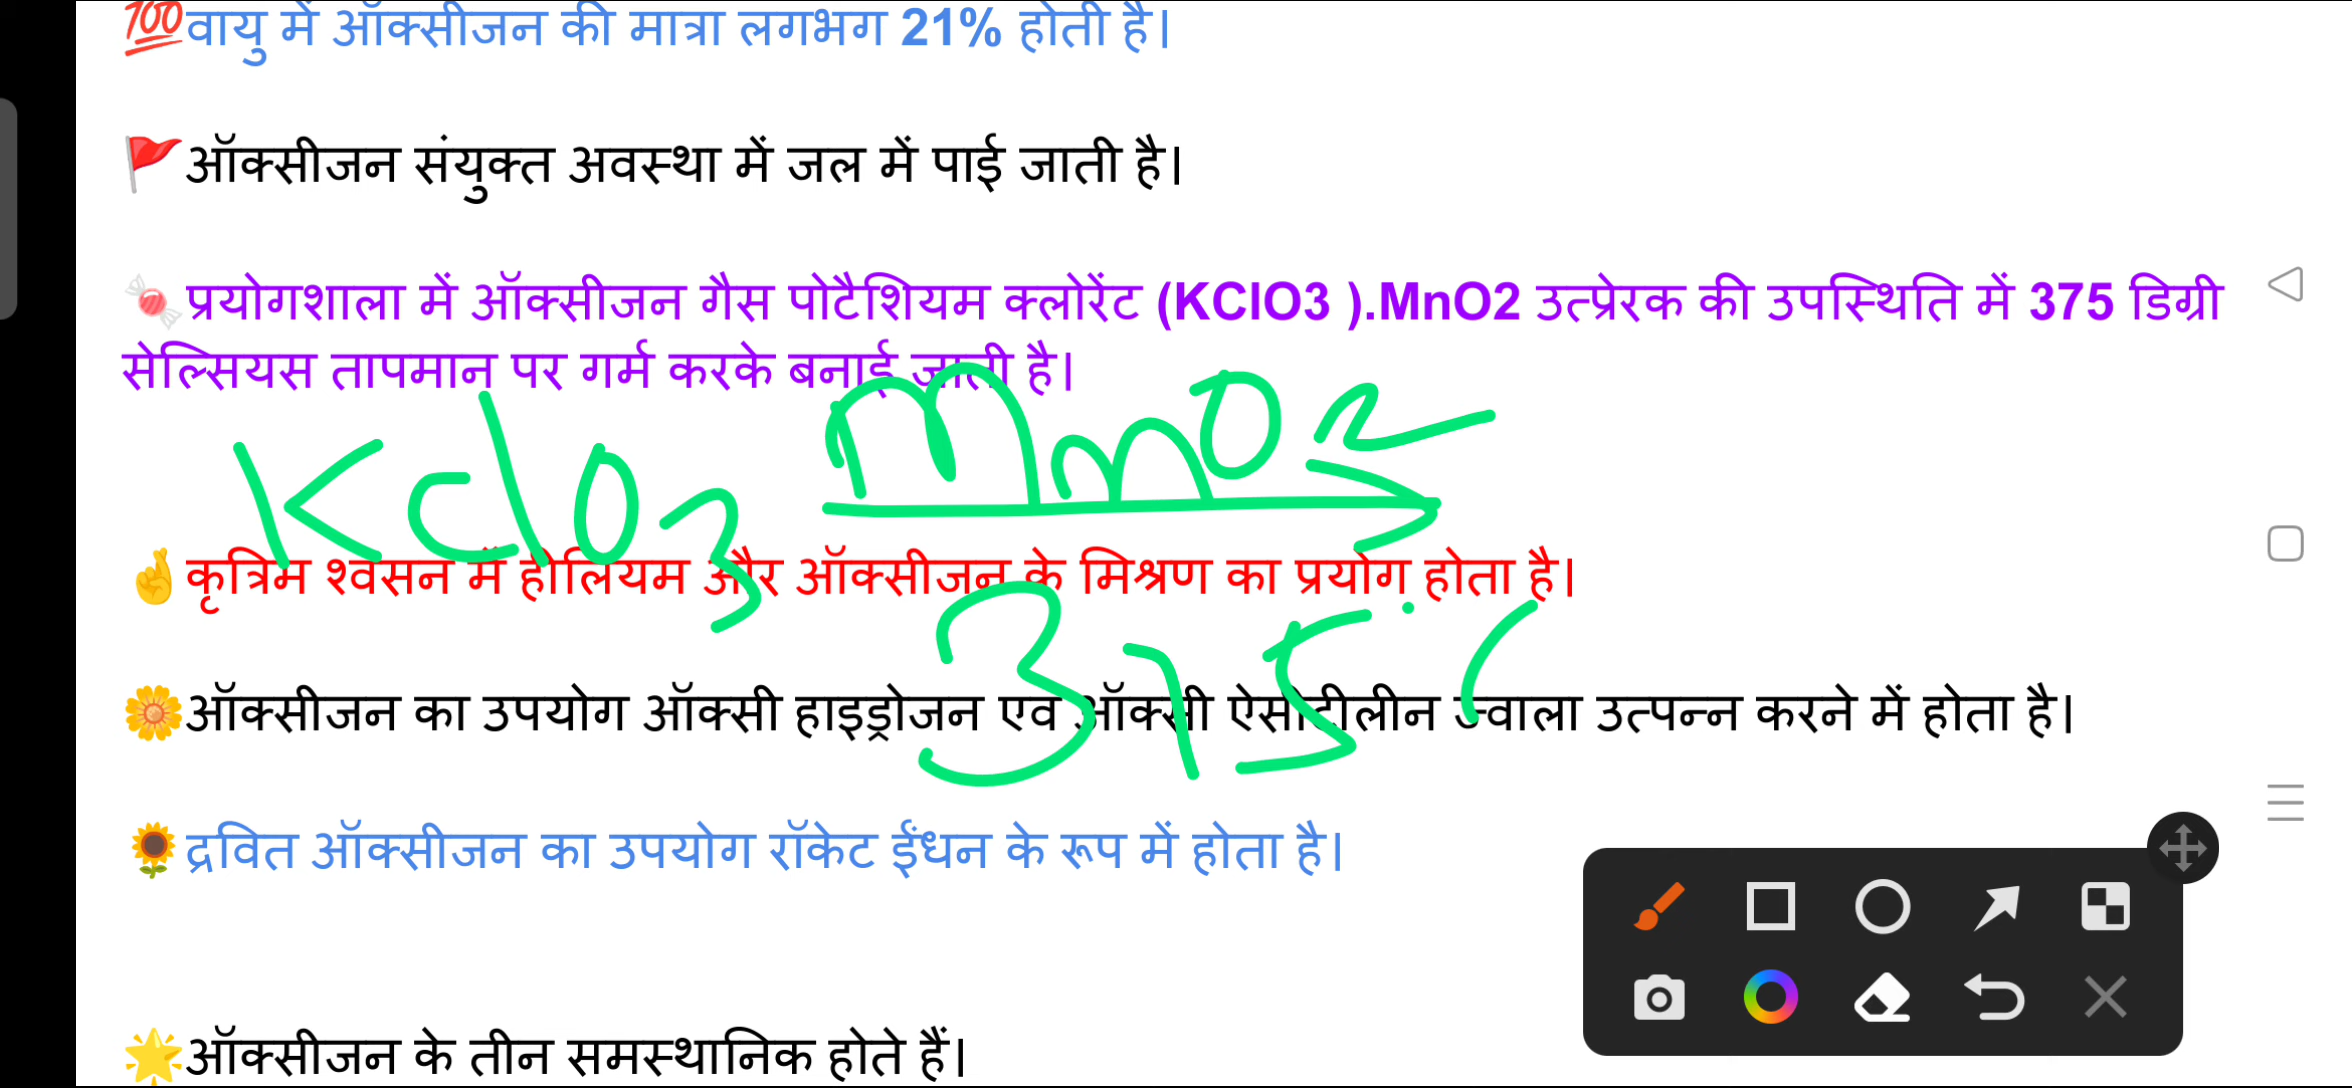 💯वायु में ऑक्सीजन की मात्रा लगभग 21% होती है।
🚩ऑक्सीजन संयुक्त अवस्था में जल में पाई जाती है।
🍬प्रयोगशाला में ऑक्सीजन गैस पोटैशियम क्लोरेंट (KClO3 ).MnO2 उत्प्रेरक की उपस्थिति में 375 डिग्री
सेल्सियस तापमान पर गर्म करके बनाई जाती है।
MnO2
KClO3
🤞कृत्रिम श्वसन में हीलियम और ऑक्सीजन के मिश्रण का प्रयोग होता है।
375°C
🌼ऑक्सीजन का उपयोग ऑक्सी हाइड्रोजन एवं ऑक्सी ऐसीटीलीन ज्वाला उत्पन्न करने में होता है।
🌻द्रवित ऑक्सीजन का उपयोग रॉकेट ईंधन के रूप में होता है।
🌟ऑक्सीजन के तीन समस्थानिक होते हैं।